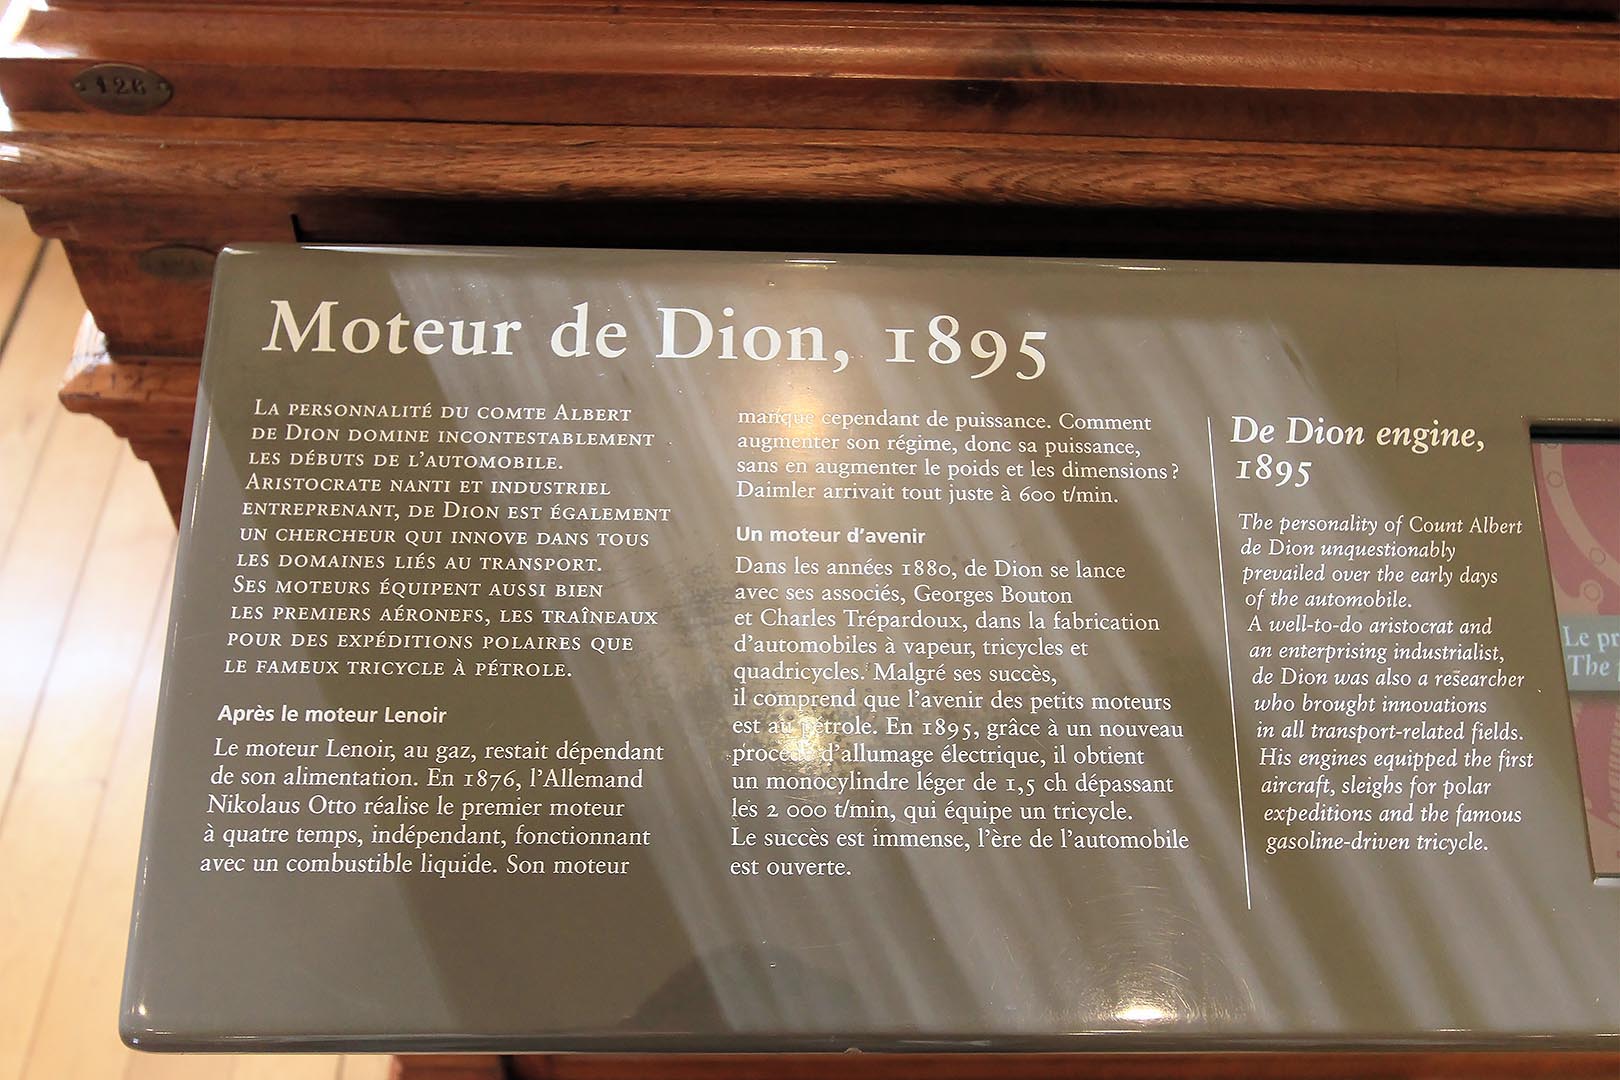 126
Moteur de Dion, 1895
La personnalité du comte Albert
de Dion domine incontestablement
les débuts de l'automobile.
Aristocrate nanti et industriel
entreprenant, de Dion est également
un chercheur qui innove dans tous
les domaines liés au transport.
Ses moteurs équipent aussi bien
les premiers aéronefs, les traîneaux
pour des expéditions polaires que
le fameux tricycle à pétrole.
Après le moteur Lenoir
Le moteur Lenoir, au gaz, restait dépendant
de son alimentation. En 1876, l'Allemand
Nikolaus Otto réalise le premier moteur
à quatre temps, indépendant, fonctionnant
avec un combustible liquide. Son moteur
manque cependant de puissance. Comment
augmenter son régime, donc sa puissance,
sans en augmenter le poids et les dimensions ?
Daimler arrivait tout juste à 600 t/min.
Un moteur d'avenir
Dans les années 1880, de Dion se lance
avec ses associés, Georges Bouton
et Charles Trépardoux, dans la fabrication
d'automobiles à vapeur, tricycles et
quadricycles. Malgré ses succès,
il comprend que l'avenir des petits moteurs
est au pétrole. En 1895, grâce à un nouveau
procédé d'allumage électrique, il obtient
un monocylindre léger de 1,5 ch dépassant
les 2 000 t/min, qui équipe un tricycle.
Le succès est immense, l'ère de l'automobile
est ouverte.
De Dion engine,
1895
The personality of Count Albert
de Dion unquestionably
prevailed over the early days
of the automobile.
A well-to-do aristocrat and
an enterprising industrialist,
de Dion was also a researcher
who brought innovations
in all transport-related fields.
His engines equipped the first
aircraft, sleighs for polar
expeditions and the famous
gasoline-driven tricycle.
Le pr
The